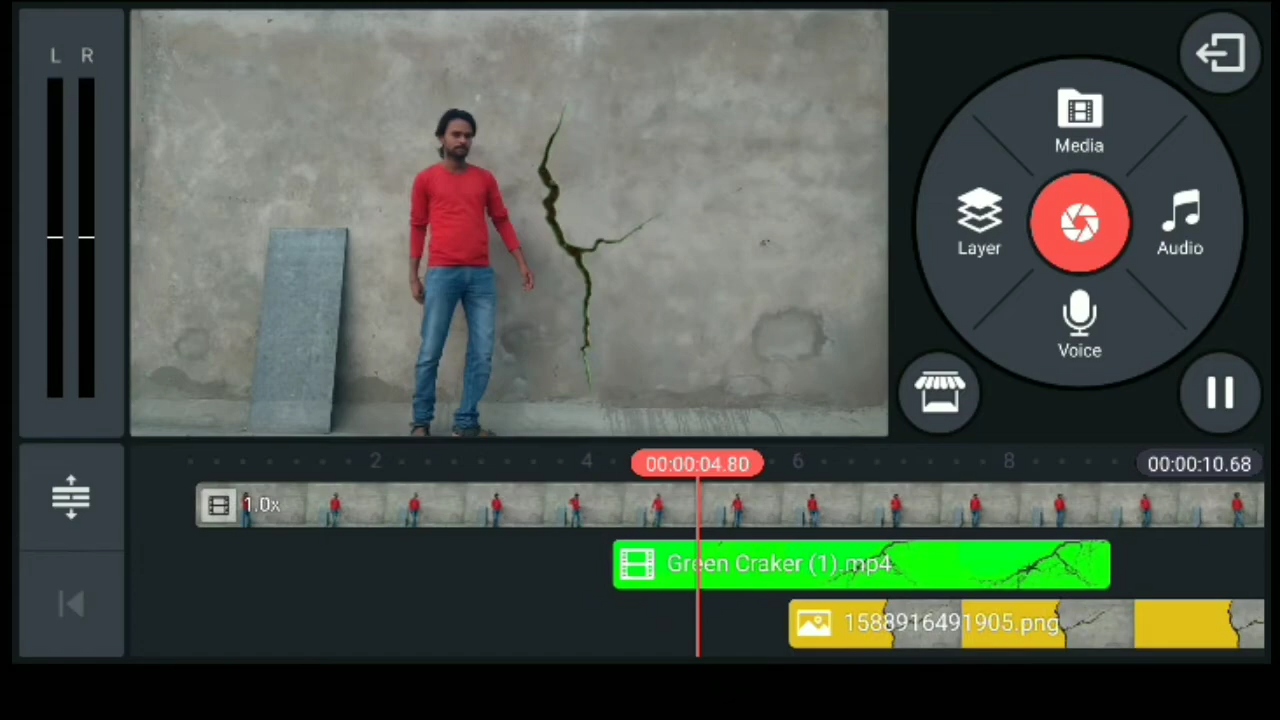 L R
Media
Layer
Audio
Voice
2
4
00:00:04.80
6
8
00:00:10.68
1.0x
Green Craker (1).mp4
1588916491905.png